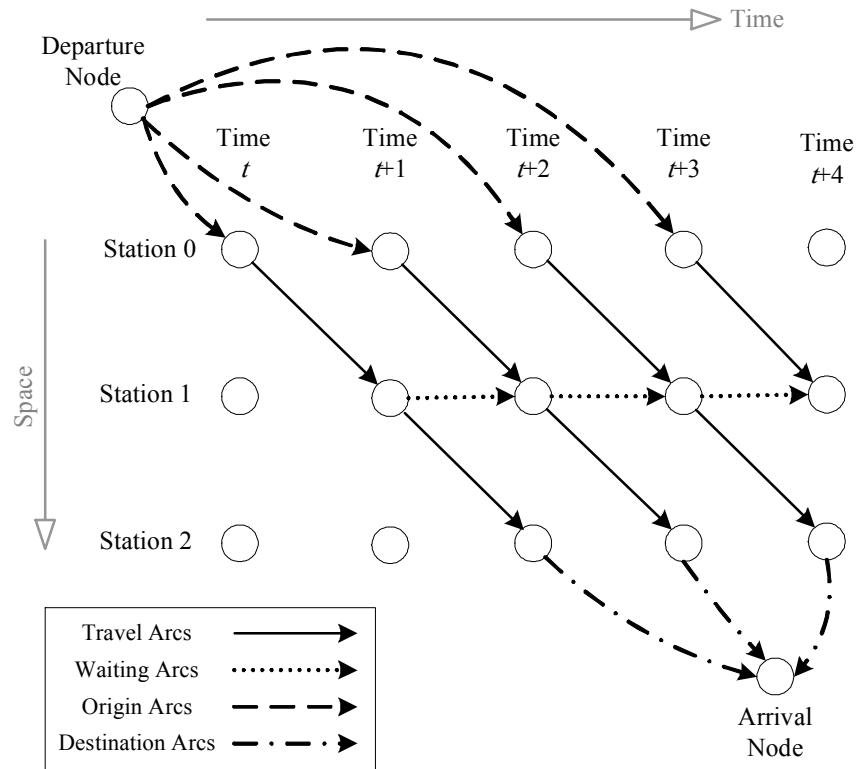 Time
Departure
Node
Time
t
Time
t+1
Time
t+2
Time
t+3
Time
t+4
Station 0
Space
Station 1
Station 2
Travel Arcs
Waiting Arcs
Origin Arcs
Destination Arcs
Arrival
Node